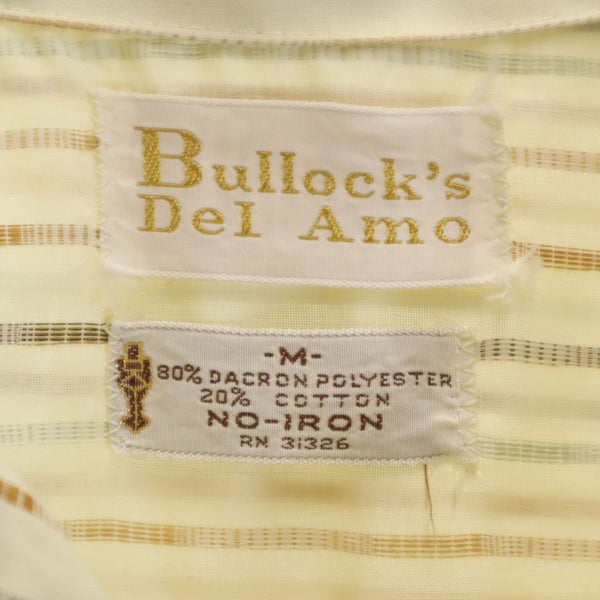 Bullock's
Del Amo
-M-
80% DACRON POLYESTER
20% COTTON
NO-IRON
RN 31326